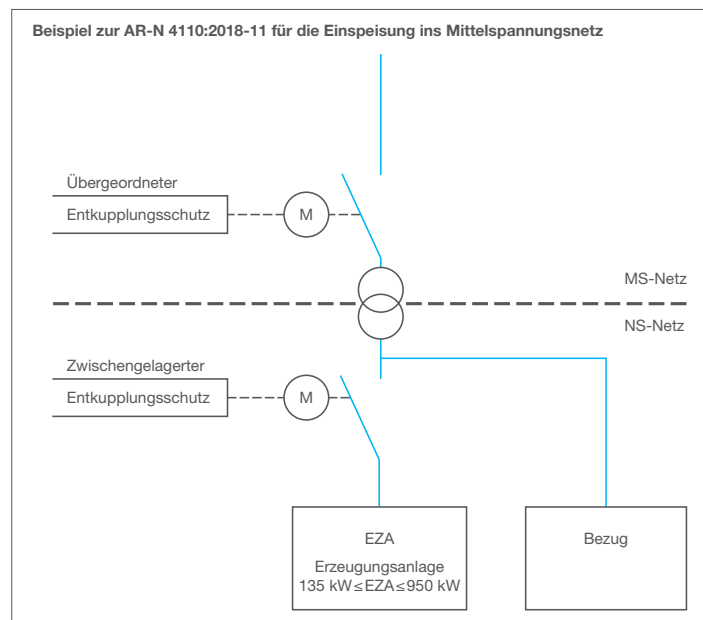 Beispiel zur AR-N 4110:2018-11 für die Einspeisung ins Mittelspannungsnetz
Übergeordneter
Entkupplungsschutz
M
MS-Netz
NS-Netz
Zwischengelagerter
Entkupplungsschutz
M
EZA
Erzeugungsanlage
135 kW≤EZA≤950 kW
Bezug